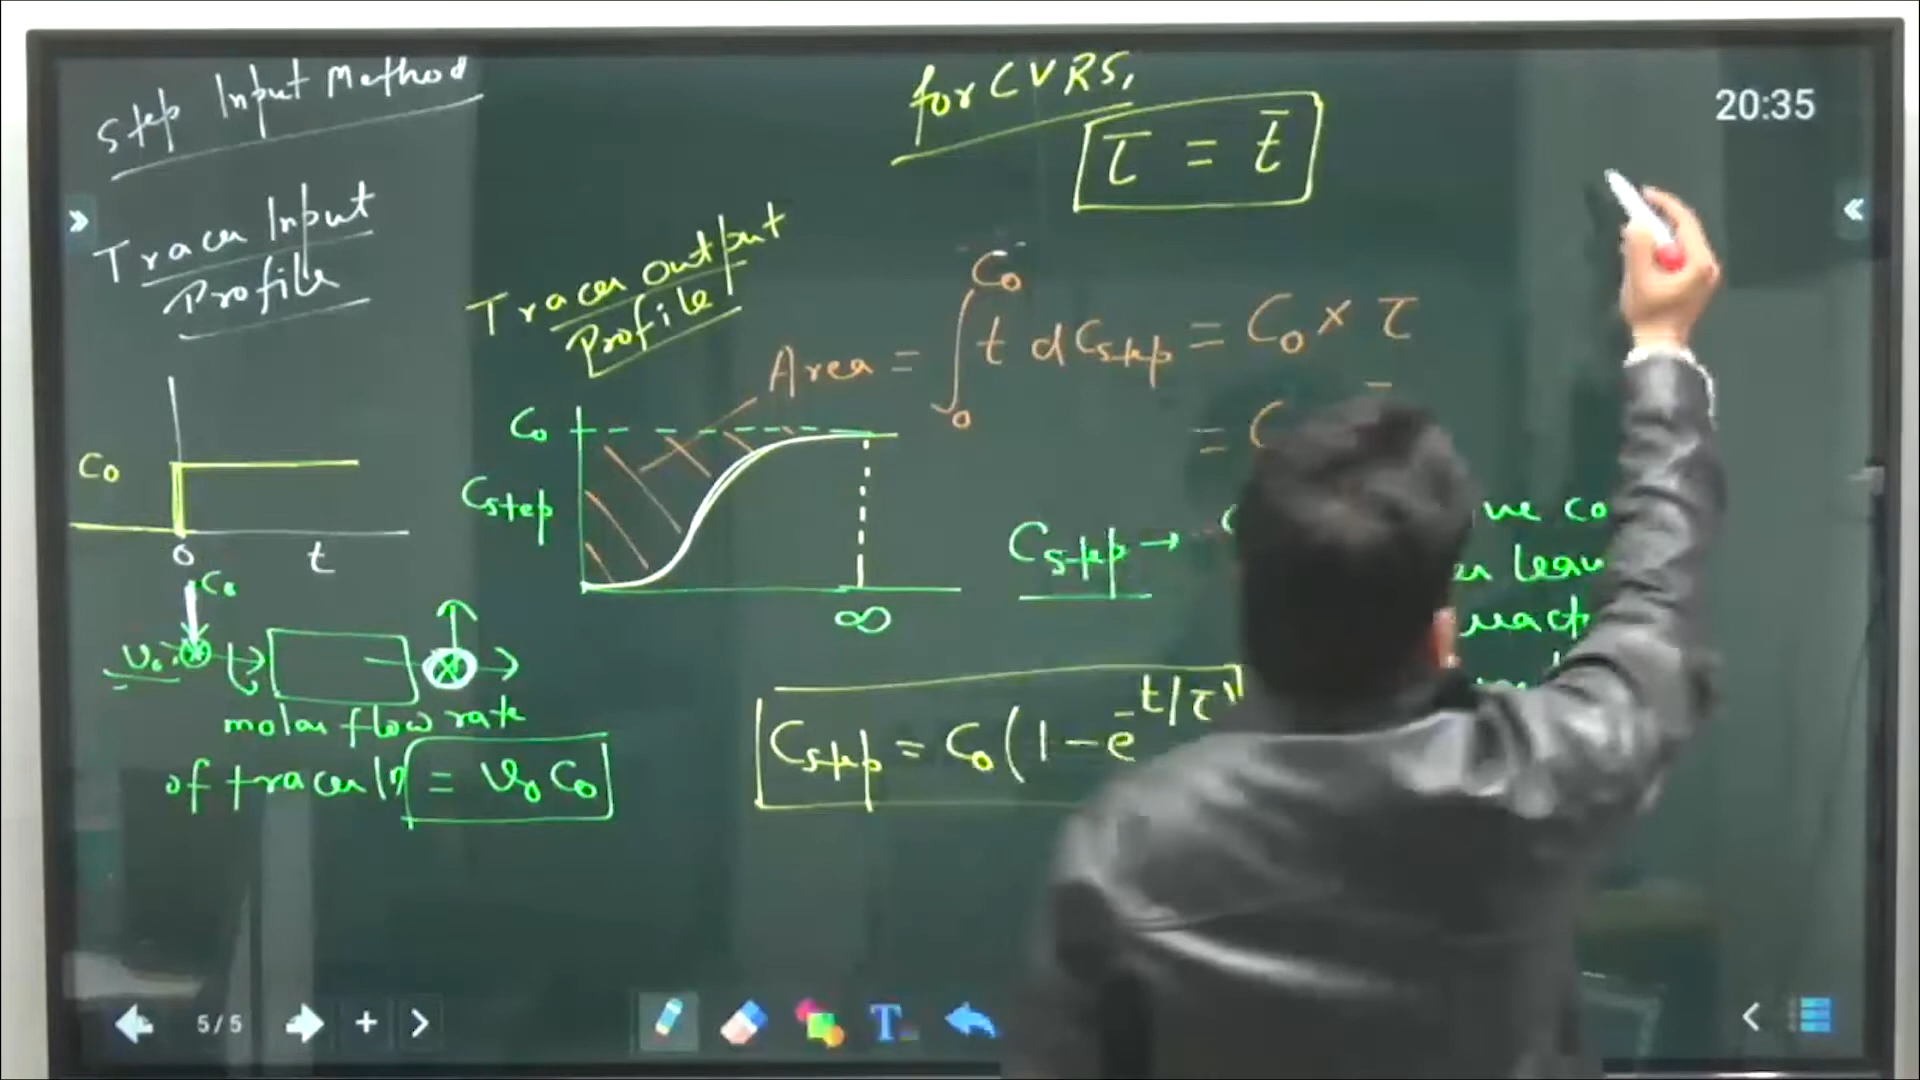 Step Input Method
for CVRS,
τ = t̄
20:35
Tracer Input
Profile
Tracer Output
Profile
Area = ∫₀^C₀ t dCstep = C₀ × τ
= C
C₀
Cstep
∞
C₀
0
t
C₀
v₀
molar flow rate
of tracer = v₀ C₀
Cstep →
Cstep = C₀ (1 - e^-t/τ)
5/5
T